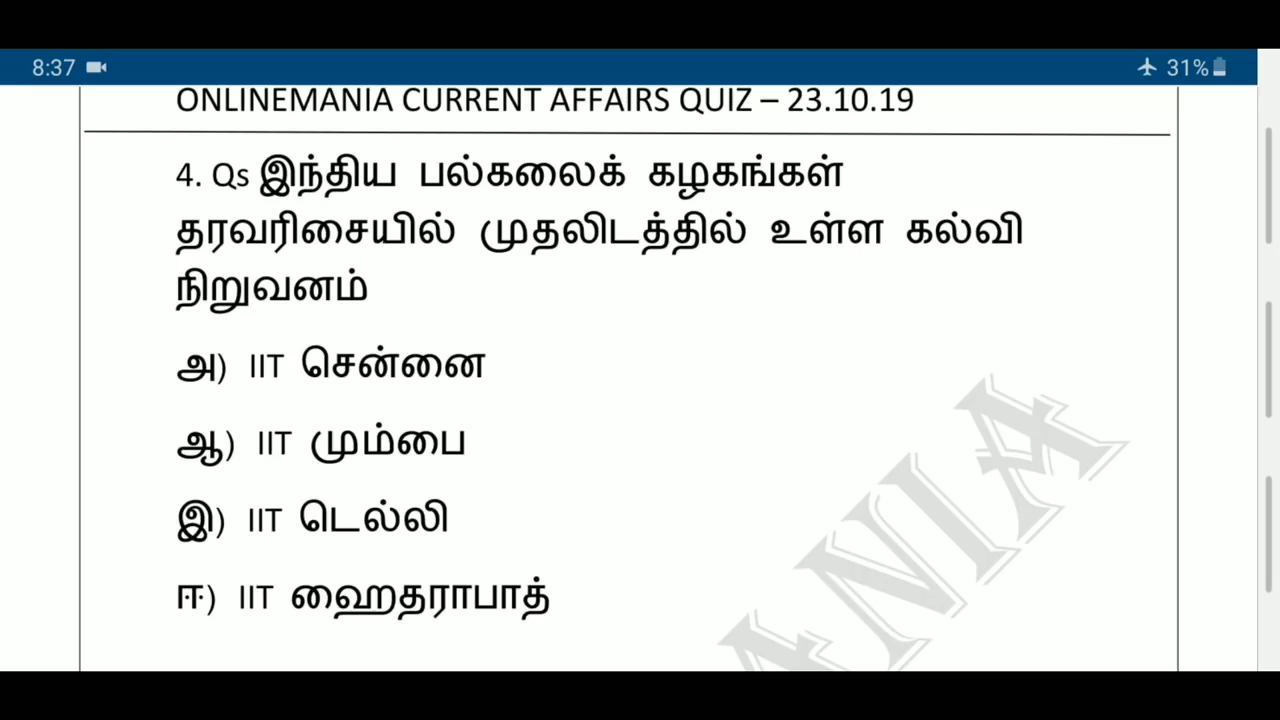 8:37 31%
ONLINEMANIA CURRENT AFFAIRS QUIZ – 23.10.19
4. Qs இந்திய பல்கலைக் கழகங்கள்
தரவரிசையில் முதலிடத்தில் உள்ள கல்வி
நிறுவனம்
அ) IIT சென்னை
ஆ) IIT மும்பை
இ) IIT டெல்லி
ஈ) IIT ஹைதராபாத்
ANIA